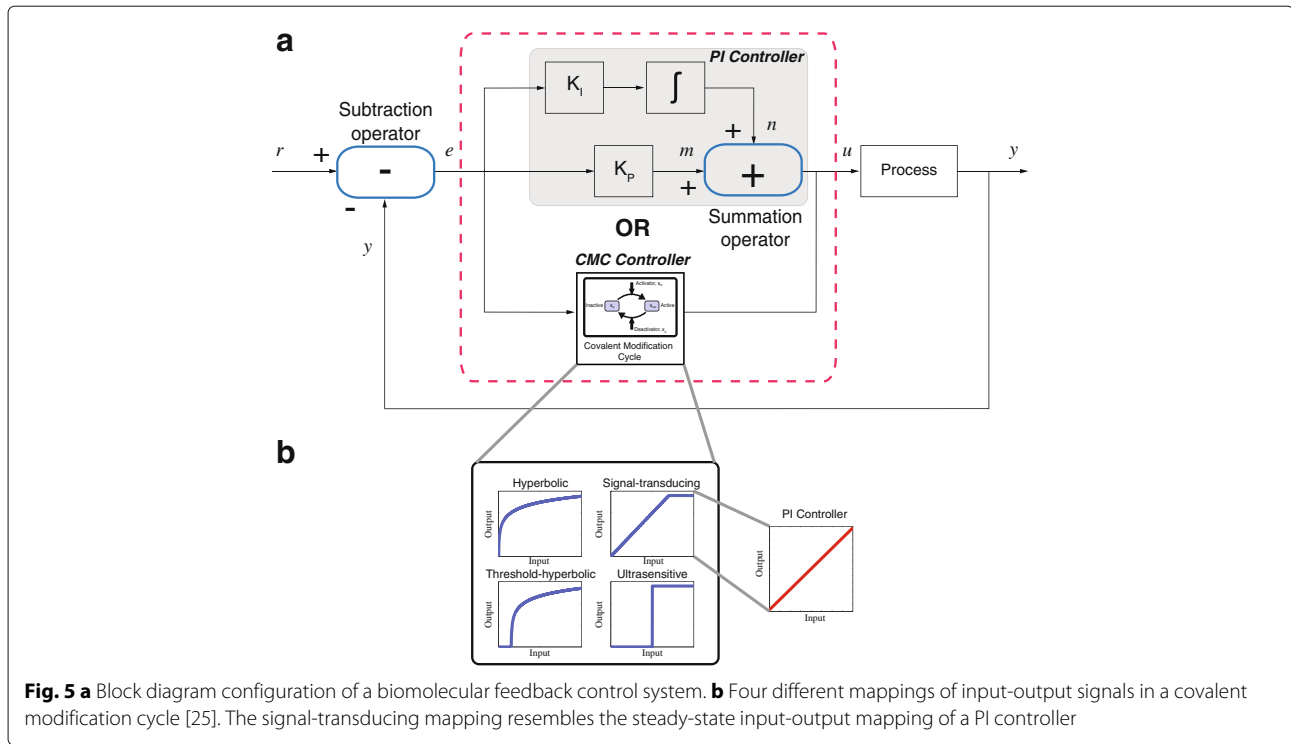 a
PI Controller
K_I
∫
n
+
Subtraction
operator
r
+
-
e
K_P
m
+
+
u
Process
y
-
y
OR
Summation
operator
CMC Controller
Activator,
Inactive
Active
Deactivator,
Covalent Modification
Cycle
b
Hyperbolic
Output
Input
Signal-transducing
Output
Input
Threshold-hyperbolic
Output
Input
Ultrasensitive
Output
Input
PI Controller
Output
Input
Fig. 5 a Block diagram configuration of a biomolecular feedback control system. b Four different mappings of input-output signals in a covalent
modification cycle [25]. The signal-transducing mapping resembles the steady-state input-output mapping of a PI controller